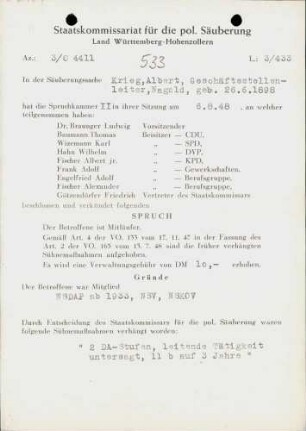 Staatskommissariat für die pol. Säuberung
Land Württemberg-Hohenzollern
Az.: 3/C 4411 533 L: 3/433
In der Säuberungssache Krieg, Albert, Geschäftsstellen-
leiter, Nagold, geb. 26.6.1898
hat die Spruchkammer II in ihrer Sitzung am 6.8.48, an welcher
teilgenommen haben:
Dr. Braunger Ludwig Vorsitzender
Baumann Thomas Beisitzer — CDU,
Wizemann Karl „ — SPD,
Hahn Wilhelm „ — DVP,
Fischer Albert jr. „ — KPD,
Frank Adolf „ — Gewerkschaften.
Engelfried Adolf „ — Berufsgruppe,
Fischer Alexander „ — Berufsgruppe,
Götzendörfer Friedrich Vertreter des Staatskommissars
beschlossen und verkündet folgenden
SPRUCH
Der Betroffene ist Mitläufer.
Gemäß Art. 4 der VO. 133 vom 17. 11. 47 in der Fassung des
Art. 2 der VO. 165 vom 13. 7. 48 sind die früher verhängten
Sühnemaßnahmen aufgehoben.
Es wird eine Verwaltungsgebühr von DM 10,- erhoben.
Gründe
Der Betroffene war Mitglied
NSDAP ab 1933, NSV, NSKOV
Durch Entscheidung des Staatskommissars für die pol. Säuberung waren
folgende Sühnemaßnahmen verhängt worden:
" 2 DA-Stufen, leitende Tätigkeit
untersagt, 11 b auf 3 Jahre "